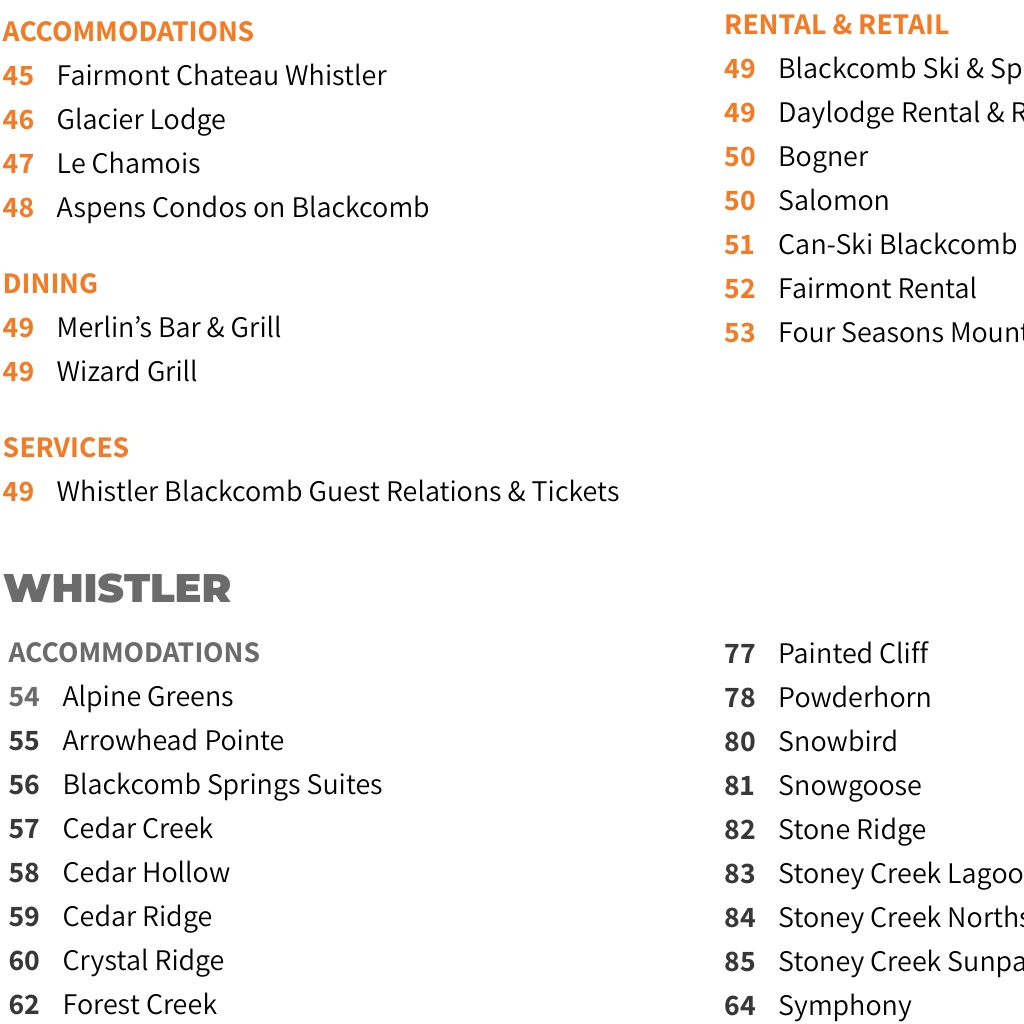 ACCOMMODATIONS
45 Fairmont Chateau Whistler
46 Glacier Lodge
47 Le Chamois
48 Aspens Condos on Blackcomb
DINING
49 Merlin’s Bar & Grill
49 Wizard Grill
SERVICES
49 Whistler Blackcomb Guest Relations & Tickets
RENTAL & RETAIL
49 Blackcomb Ski &
49 Daylodge Rental &
50 Bogner
50 Salomon
51 Can-Ski Blackcomb
52 Fairmont Rental
53 Four Seasons
WHISTLER
ACCOMMODATIONS
54 Alpine Greens
55 Arrowhead Pointe
56 Blackcomb Springs Suites
57 Cedar Creek
58 Cedar Hollow
59 Cedar Ridge
60 Crystal Ridge
62 Forest Creek
77 Painted Cliff
78 Powderhorn
80 Snowbird
81 Snowgoose
82 Stone Ridge
83 Stoney Creek
84 Stoney Creek
85 Stoney Creek
64 Symphony